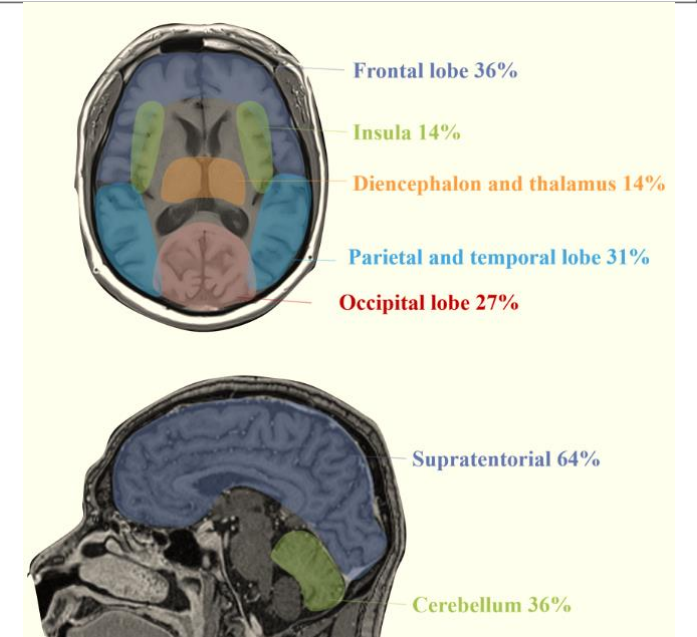 Frontal lobe 36%
Insula 14%
Diencephalon and thalamus 14%
Parietal and temporal lobe 31%
Occipital lobe 27%
Supratentorial 64%
Cerebellum 36%